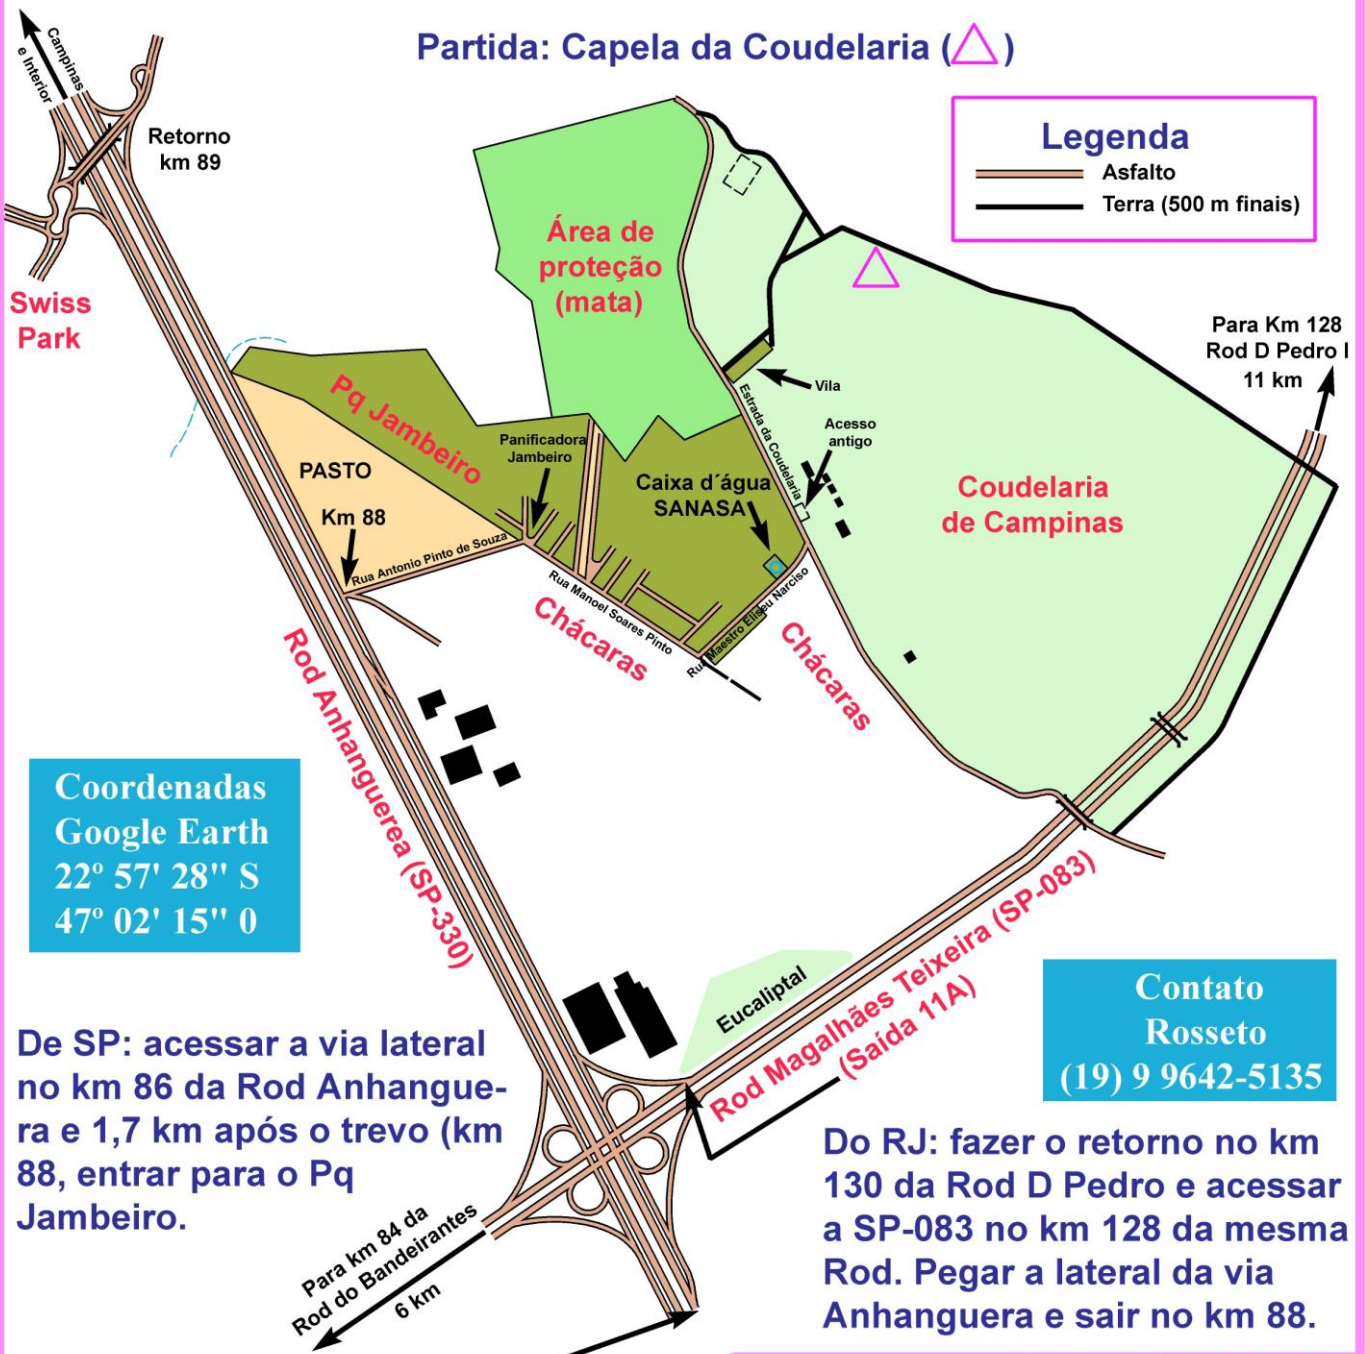 Partida: Capela da Coudelaria ( )
Campinas
e Interior
Retorno
km 89
Legenda
Asfalto
Terra (500 m finais)
Swiss
Park
Área de
proteção
(mata)
Para Km 128
Rod D Pedro I
11 km
Vila
Estrada da Coudelaria
Acesso
antigo
Pq Jambeiro
Panificadora
Jambeiro
PASTO
Km 88
Caixa d´água
SANASA
Coudelaria
de Campinas
Rua Antonio Pinto de Souza
Rua Manoel Soares Pinto
Rua Maestro Eliseu Narciso
Chácaras
Chácaras
Rod Anhanguerea (SP-330)
Coordenadas
Google Earth
22º 57' 28" S
47º 02' 15" 0
Eucaliptal
Rod Magalhães Teixeira (SP-083)
(Saída 11A)
Contato
Rosseto
(19) 9 9642-5135
De SP: acessar a via lateral
no km 86 da Rod Anhangue-
ra e 1,7 km após o trevo (km
88, entrar para o Pq
Jambeiro.
Para km 84 da
Rod do Bandeirantes
6 km
Do RJ: fazer o retorno no km
130 da Rod D Pedro e acessar
a SP-083 no km 128 da mesma
Rod. Pegar a lateral da via
Anhanguera e sair no km 88.